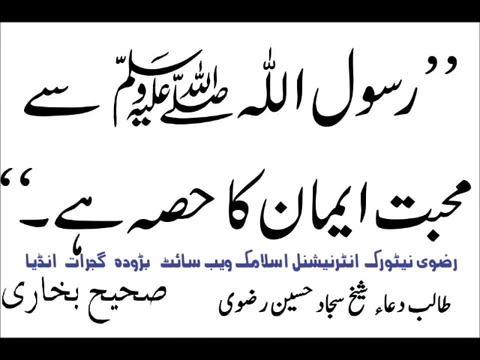 ’’رسول اللہ ﷺ سے
محبت ایمان کا حصہ ہے۔‘‘
رضوی نیٹورک انٹرنیشنل اسلامک ویب سائٹ بڑودہ گجرات انڈیا
طالب دعاء شیخ سجاد حسین رضوی صحیح بخاری